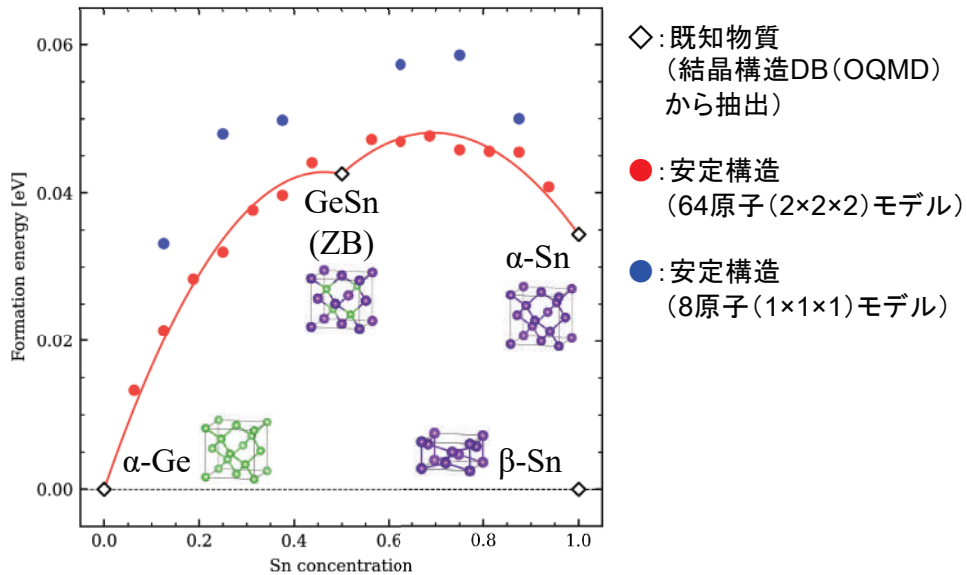 0.06
0.04
0.02
0.00
Formation energy [eV]
0.0
0.2
0.4
0.6
0.8
1.0
Sn concentration
GeSn
(ZB)
α-Sn
α-Ge
β-Sn
◇:既知物質
(結晶構造DB(OQMD)
から抽出)
●:安定構造
(64原子(2×2×2)モデル)
●:安定構造
(8原子(1×1×1)モデル)